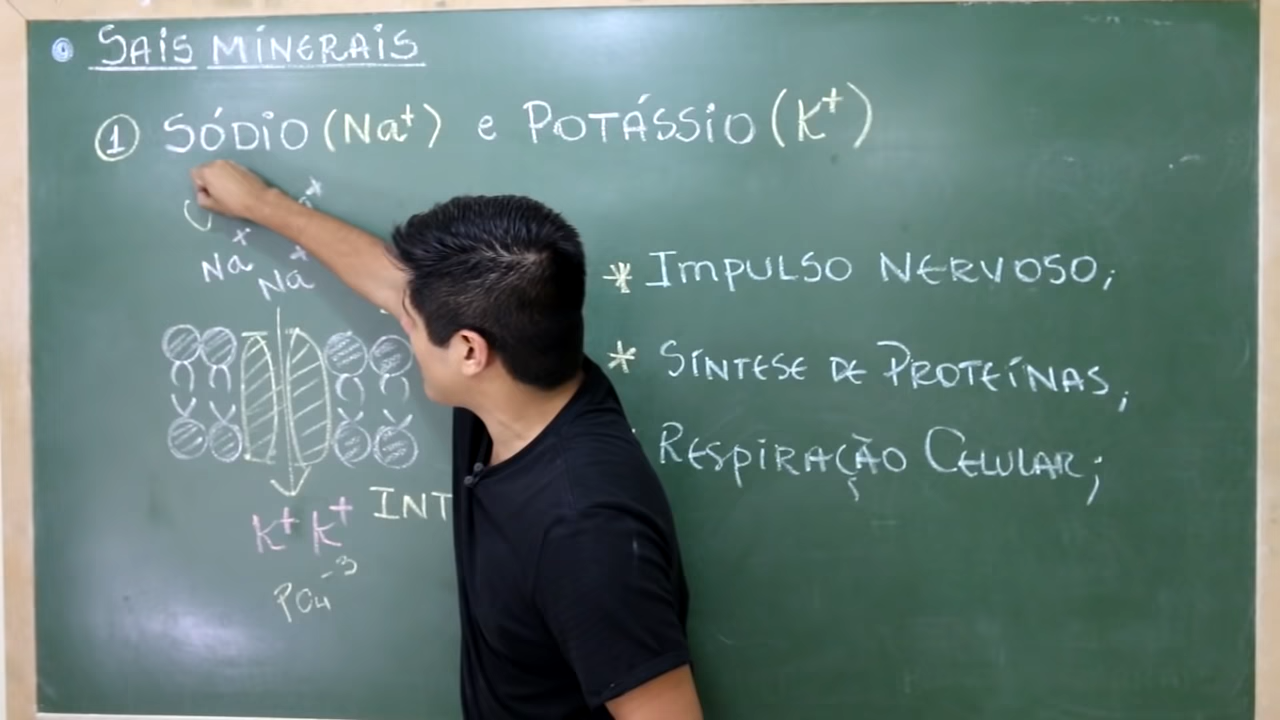 SAIS MINERAIS
① SÓDIO (Na⁺) e POTÁSSIO (K⁺)
Na⁺
Na⁺
* IMPULSO NERVOSO;
* SÍNTESE DE PROTEÍNAS;
RESPIRAÇÃO CELULAR;
INT
K⁺ K⁺
PO₄⁻³